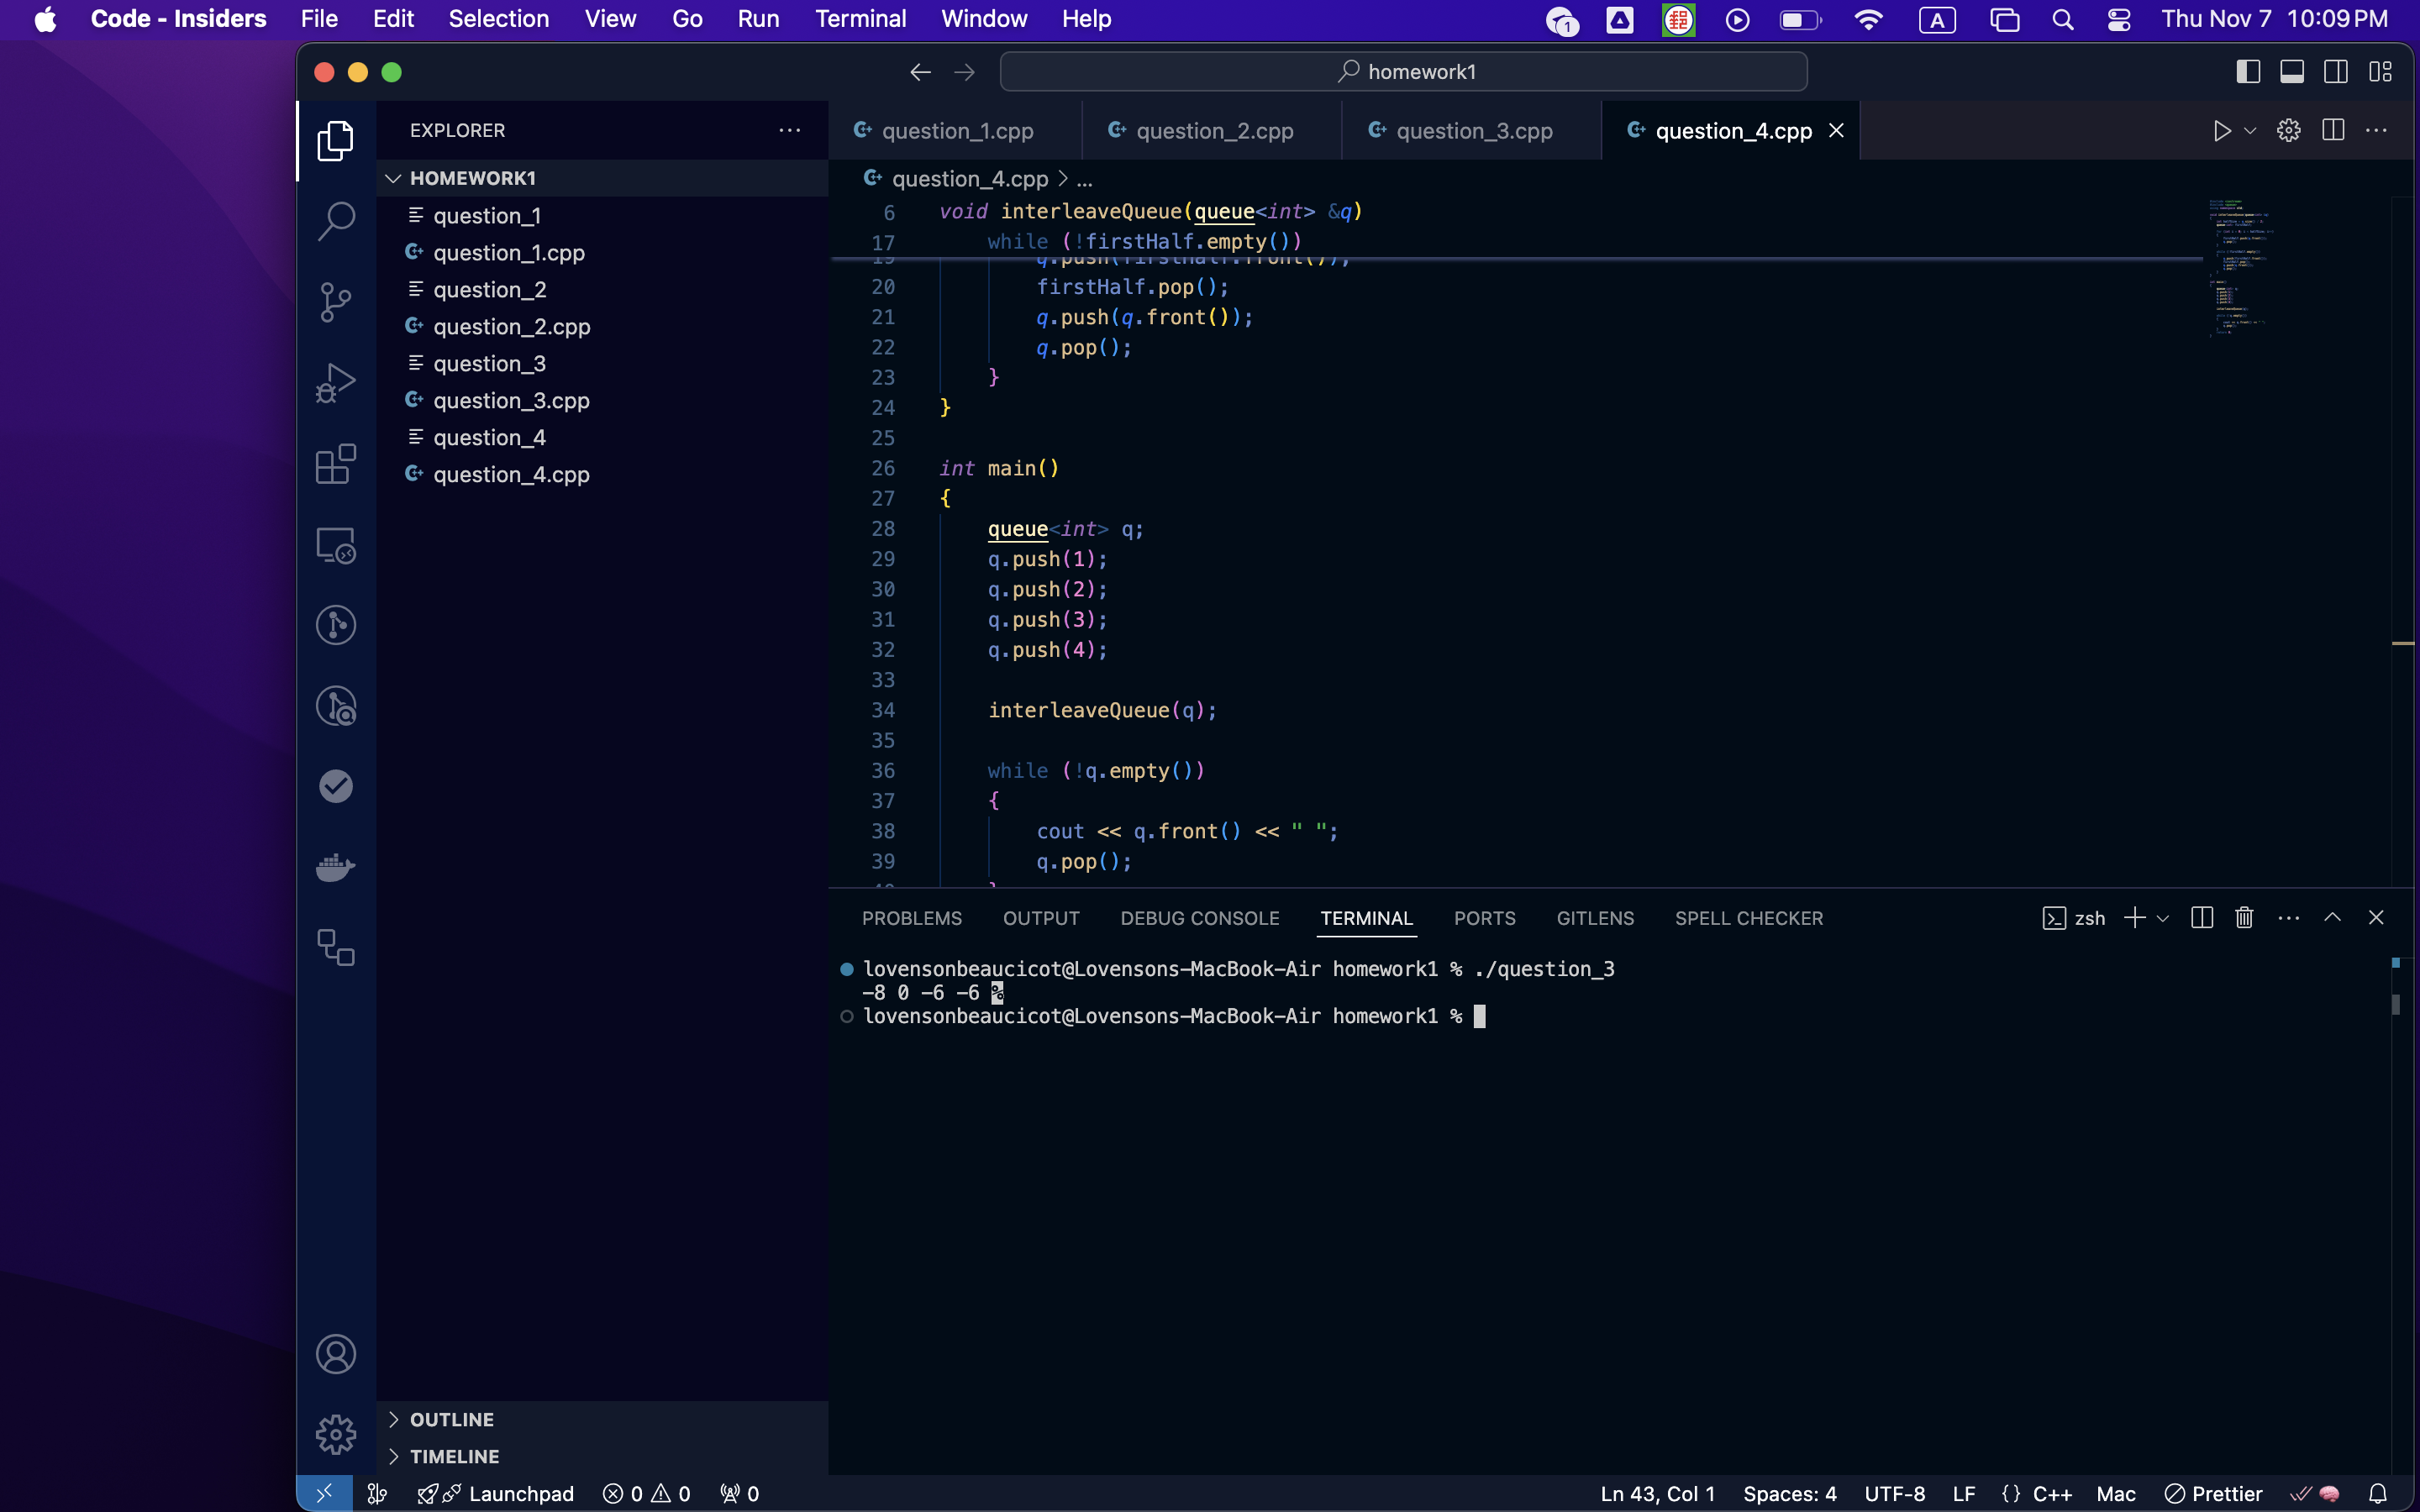 Code - Insiders File Edit Selection View Go Run Terminal Window Help 1 A Thu Nov 7 10:09 PM
homework1
EXPLORER
HOMEWORK1
question_1
question_1.cpp
question_2
question_2.cpp
question_3
question_3.cpp
question_4
question_4.cpp
OUTLINE
TIMELINE
question_1.cpp question_2.cpp question_3.cpp question_4.cpp
question_4.cpp > ...
6 void interleaveQueue(queue<int> &q)
17 while (!firstHalf.empty())
19 q.push(firstHalf.front());
20 firstHalf.pop();
21 q.push(q.front());
22 q.pop();
23 }
24 }
25
26 int main()
27 {
28 queue<int> q;
29 q.push(1);
30 q.push(2);
31 q.push(3);
32 q.push(4);
33
34 interleaveQueue(q);
35
36 while (!q.empty())
37 {
38 cout << q.front() << " ";
39 q.pop();
40 }
PROBLEMS OUTPUT DEBUG CONSOLE TERMINAL PORTS GITLENS SPELL CHECKER zsh
lovensonbeaucicot@Lovensons-MacBook-Air homework1 % ./question_3
-8 0 -6 -6 %
lovensonbeaucicot@Lovensons-MacBook-Air homework1 %
Launchpad 0 0 0 Ln 43, Col 1 Spaces: 4 UTF-8 LF {} C++ Mac Prettier